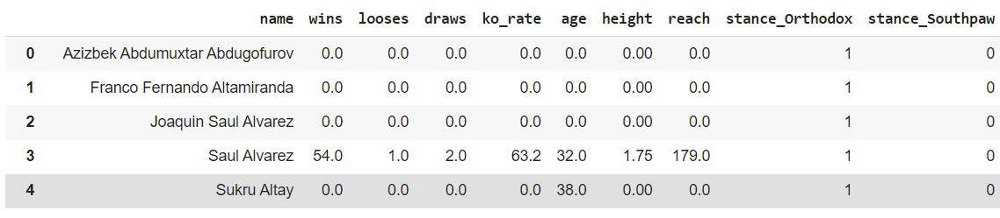 name wins looses draws ko_rate age height reach stance_Orthodox stance_Southpaw
0 Azizbek Abdumuxtar Abdugofurov 0.0 0.0 0.0 0.0 0.0 0.00 0.0 1 0
1 Franco Fernando Altamiranda 0.0 0.0 0.0 0.0 0.0 0.00 0.0 1 0
2 Joaquin Saul Alvarez 0.0 0.0 0.0 0.0 0.0 0.00 0.0 1 0
3 Saul Alvarez 54.0 1.0 2.0 63.2 32.0 1.75 179.0 1 0
4 Sukru Altay 0.0 0.0 0.0 0.0 38.0 0.00 0.0 1 0